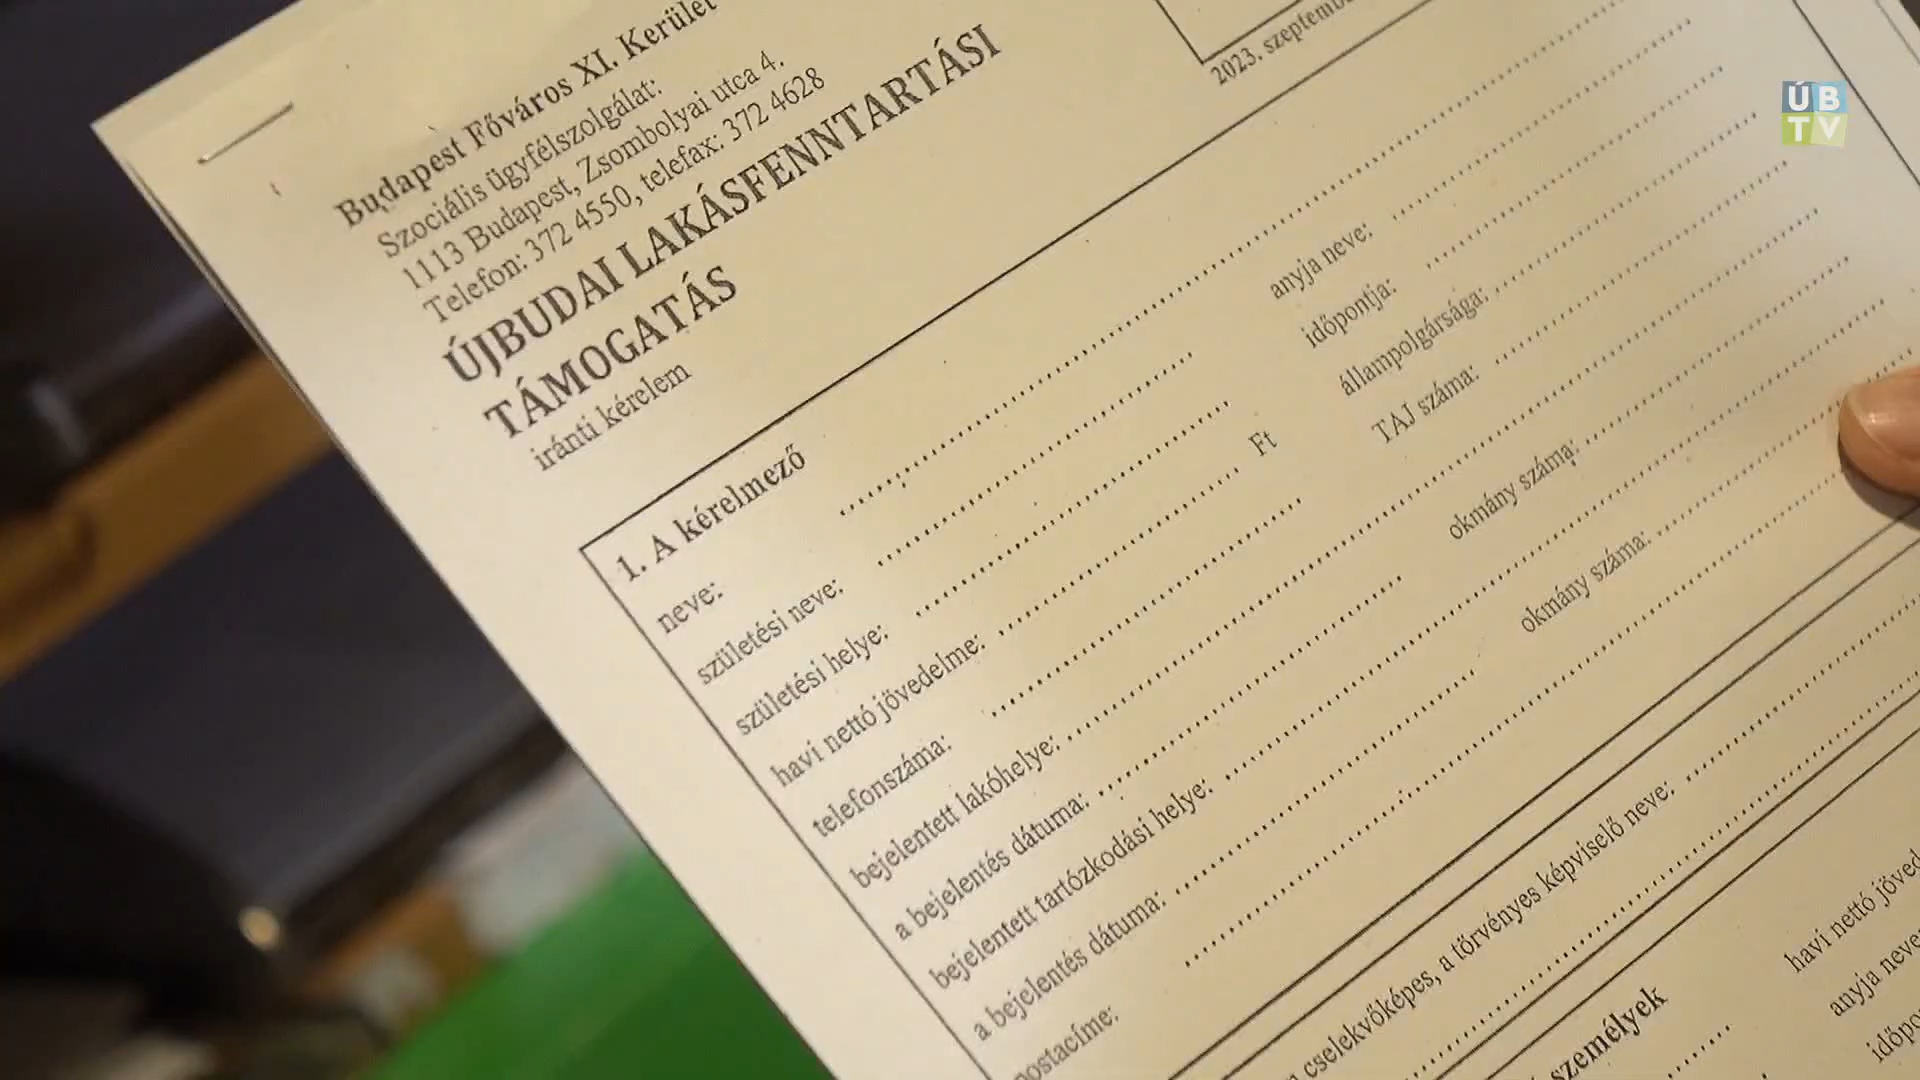 Budapest Főváros XI. Kerület
Szociális ügyfélszolgálat:
1113 Budapest, Zsombolyai utca 4.
Telefon: 372 4550, telefax: 372 4628
ÚJBUDAI LAKÁSFENNTARTÁSI
TÁMOGATÁS
iránti kérelem
2023. szeptemb
ÚB
TV
1. A kérelmező
neve:
születési neve: anyja neve:
születési helye: időpontja:
havi nettó jövedelme: Ft állampolgársága:
telefonszáma: TAJ száma:
bejelentett lakóhelye:
a bejelentés dátuma: okmány száma:
bejelentett tartózkodási helye:
a bejelentés dátuma: okmány száma:
postacíme:
cselekvőképes, a törvényes képviselő neve:
személyek
havi nettó jöved
anyja neve:
időpo